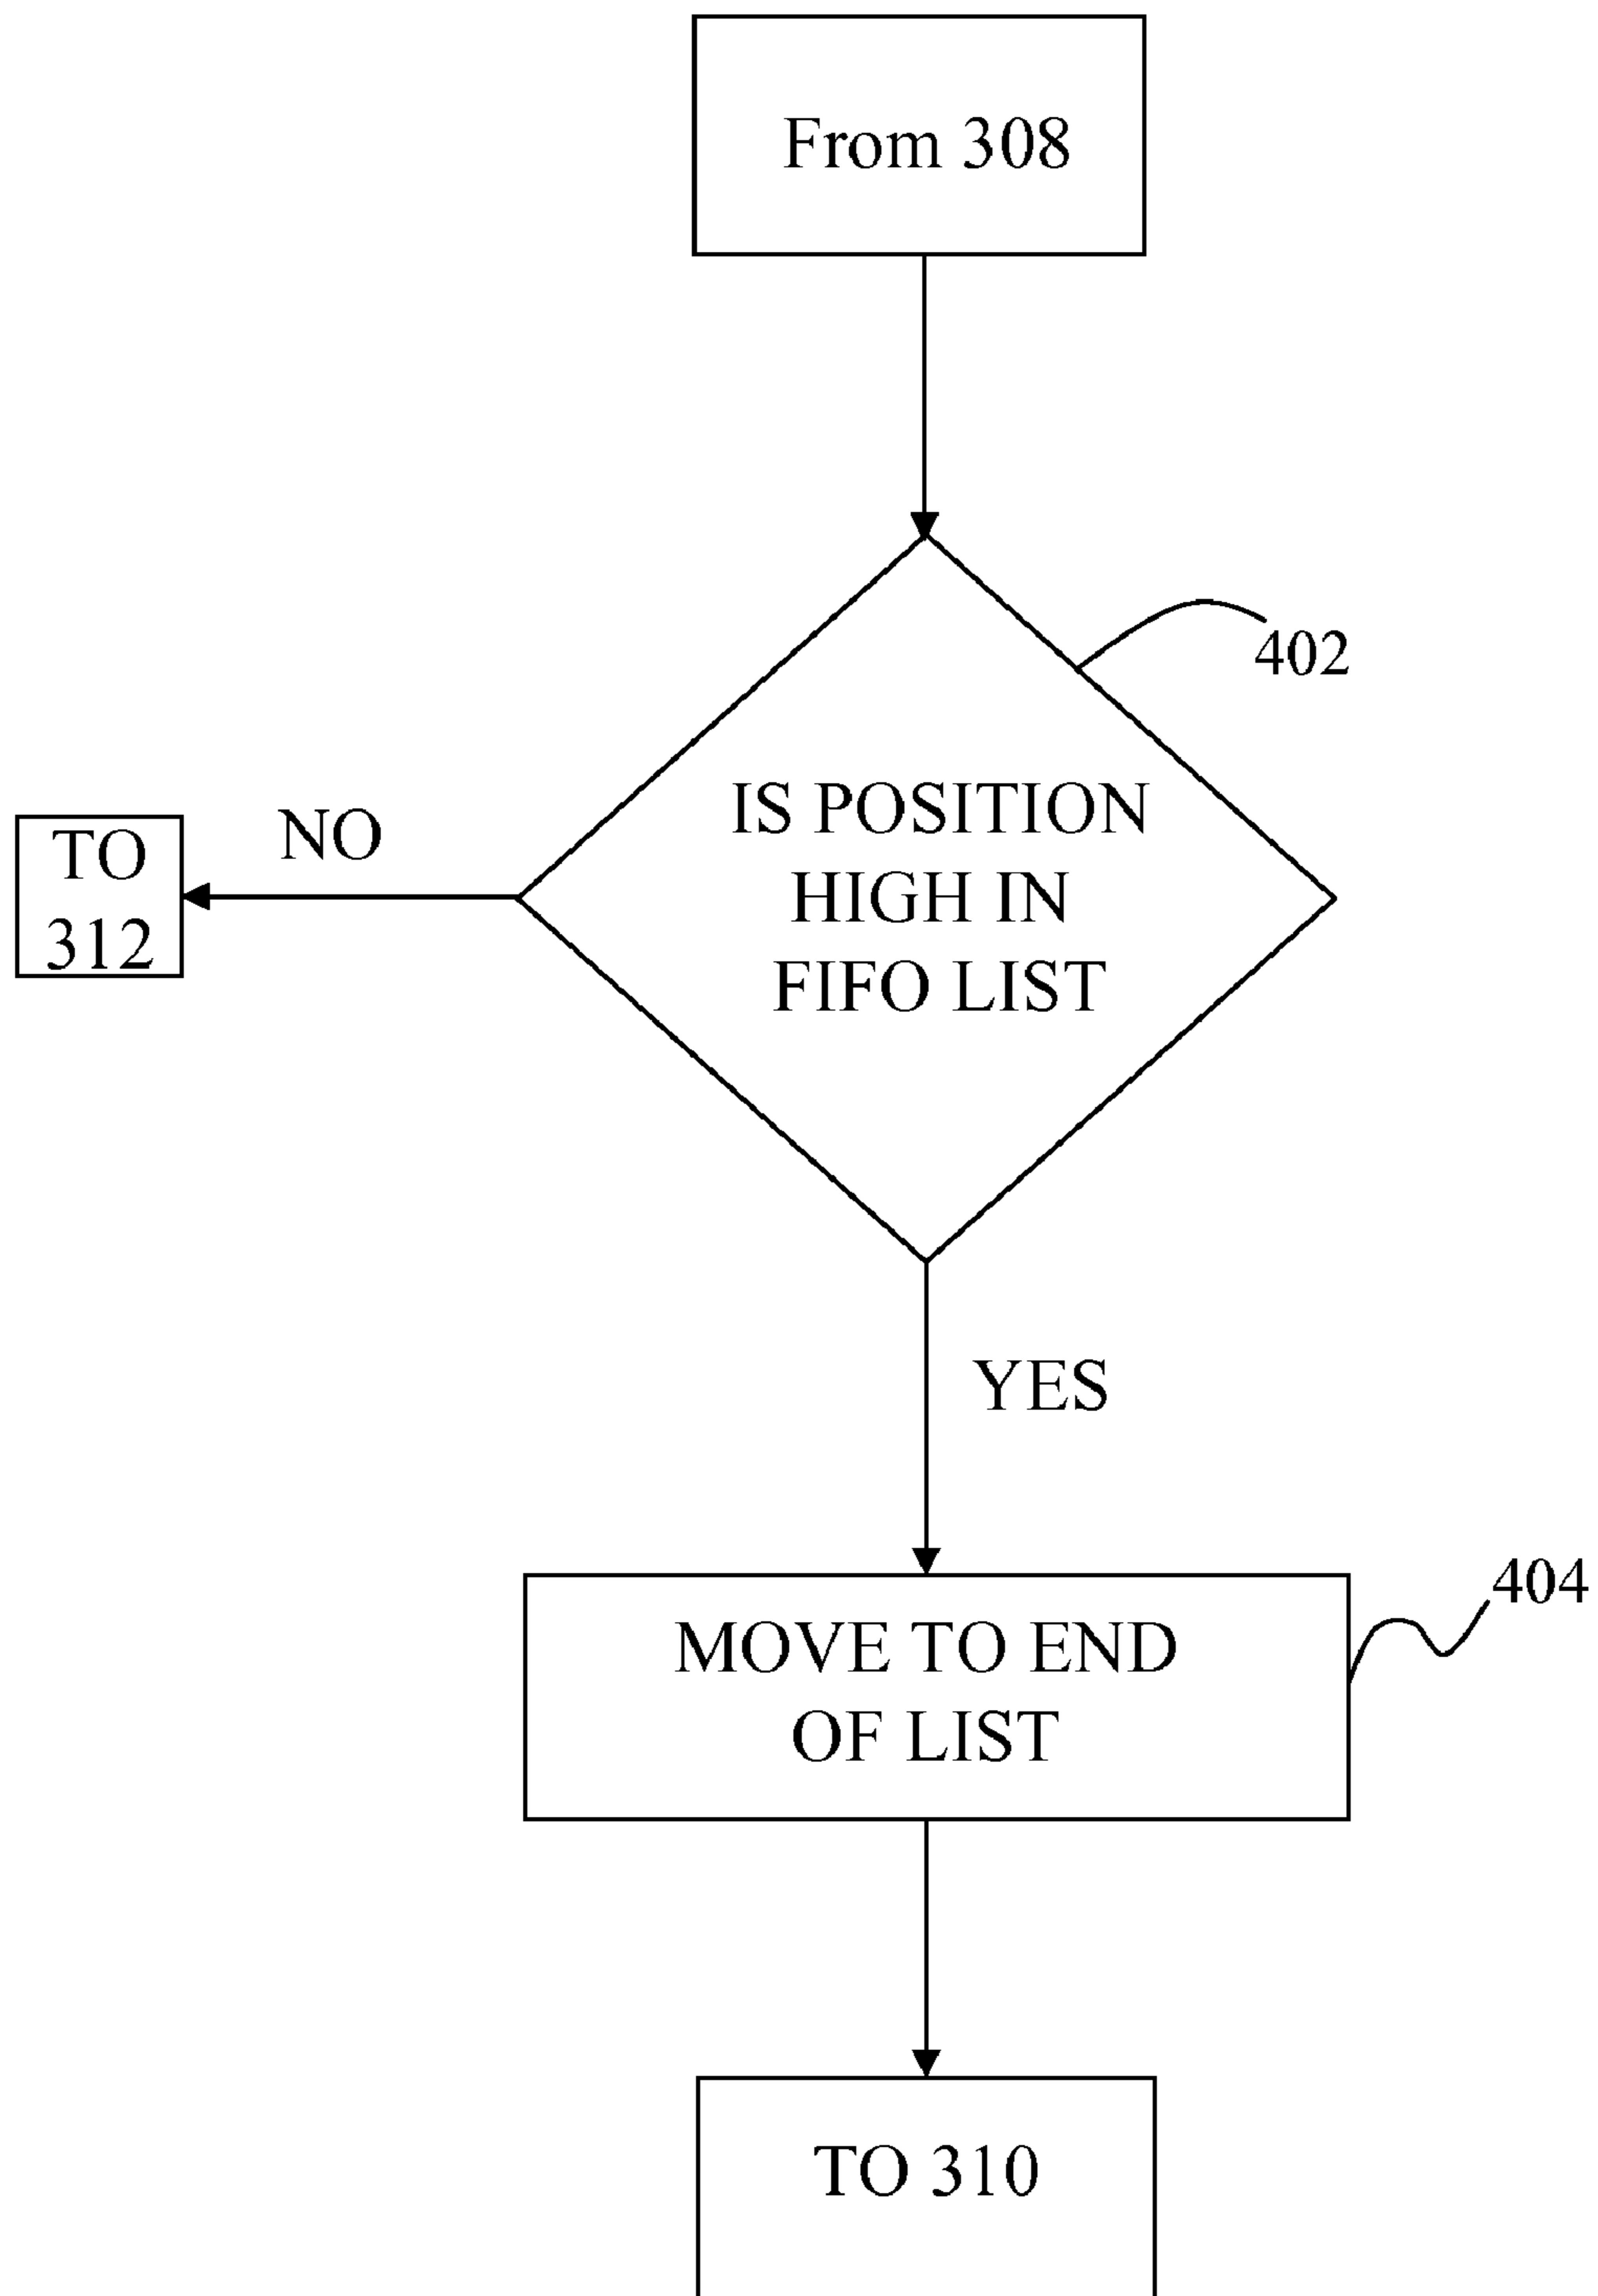 From 308
402
IS POSITION
HIGH IN
FIFO LIST
NO
TO
312
YES
404
MOVE TO END
OF LIST
TO 310